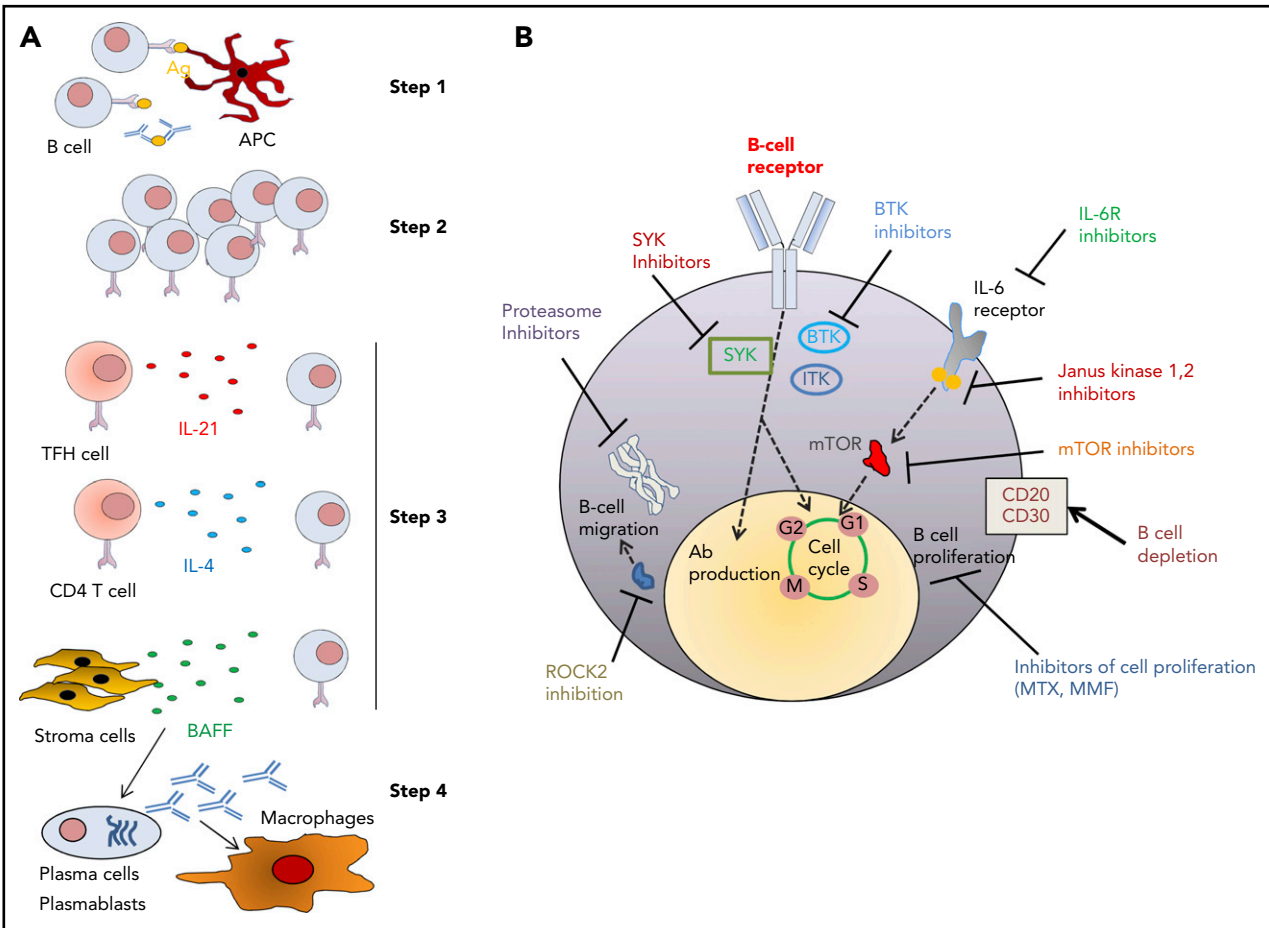 A
Ag
Step 1
B cell
APC
Step 2
TFH cell
IL-21
CD4 T cell
IL-4
Step 3
Stroma cells
BAFF
Step 4
Macrophages
Plasma cells
Plasmablasts
B
B-cell
receptor
BTK
inhibitors
IL-6R
inhibitors
SYK
Inhibitors
IL-6
receptor
Proteasome
Inhibitors
SYK
BTK
ITK
Janus kinase 1,2
inhibitors
mTOR
mTOR inhibitors
CD20
CD30
B-cell
migration
G2
G1
Cell
cycle
M
S
Ab
production
B cell
proliferation
B cell
depletion
ROCK2
inhibition
Inhibitors of cell proliferation
(MTX, MMF)